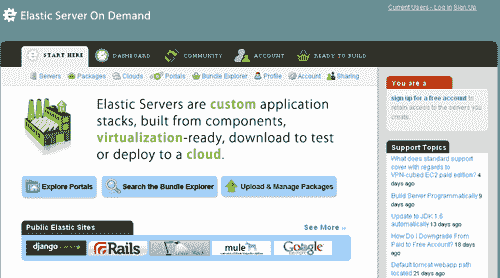 Elastic Server On Demand
Current Users - Log In Sign Up
START HERE
DASHBOARD
COMMUNITY
ACCOUNT
READY TO BUILD
Servers Packages Clouds Portals Bundle Explorer Profile Account Sharing
Elastic Servers are custom application
stacks, built from components,
virtualization-ready, download to test
or deploy to a cloud.
Explore Portals
Search the Bundle Explorer
Upload & Manage Packages
Public Elastic Sites
See More
django
Rails
mule
Google
You are a
sign up for a free account to
retain access to the servers you
create.
Support Topics
What does standard support
cover with regards to
VPN-cubed EC2 paid edition? 4
days ago
Build Server Programmatically 9
days ago
Update to JDK 1.6
automatically 13 days ago
How Do I Downgrade From
Paid to Free Account? 18
days ago
Default tomcat webapp path
located 21 days ago